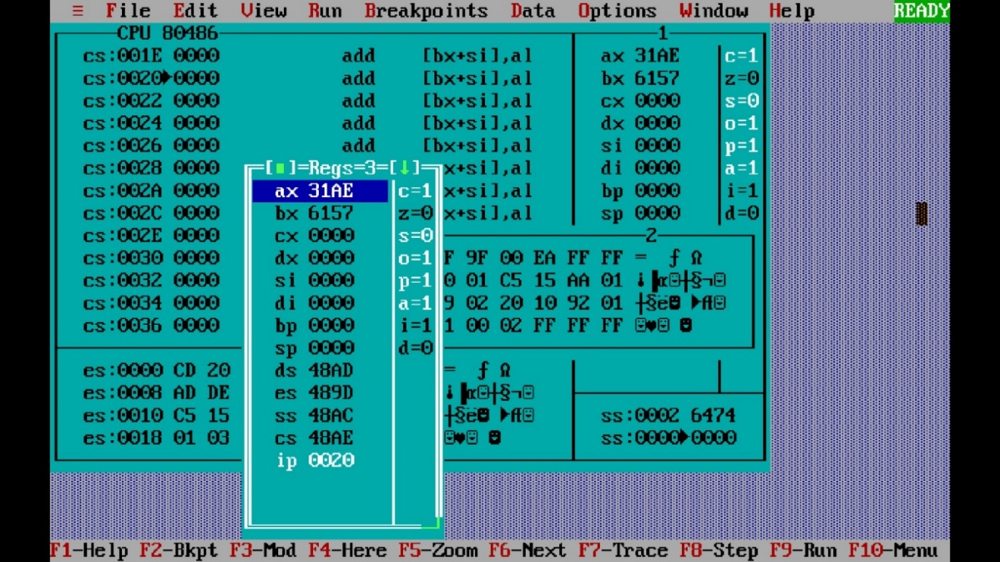 ≡ File Edit View Run Breakpoints Data Options Window Help READY
CPU 80486 1
cs:001E 0000 add [bx+si],al ax 31AE c=1
cs:0020►0000 add [bx+si],al bx 6157 z=0
cs:0022 0000 add [bx+si],al cx 0000 s=0
cs:0024 0000 add [bx+si],al dx 0000 o=1
cs:0026 0000 add [bx+si],al si 0000 p=1
cs:0028 0000 [■]=Regs=3=[↓] x+si],al di 0000 a=1
cs:002A 0000 ax 31AE c=1 x+si],al bp 0000 i=1
cs:002C 0000 bx 6157 z=0 x+si],al sp 0000 d=0
cs:002E 0000 cx 0000 s=0 2
cs:0030 0000 dx 0000 o=1 F 9F 00 EA FF FF = ƒ Ω
cs:0032 0000 si 0000 p=1 0 01 C5 15 AA 01 ¡▐α☺┼§¬☺
cs:0034 0000 di 0000 a=1 9 02 20 10 92 01 ┼§ë☻ ►Æ☺
cs:0036 0000 bp 0000 i=1 1 00 02 FF FF FF ☺♥☺ ☻
sp 0000 d=0
es:0000 CD 20 ds 48AD = ƒ Ω
es:0008 AD DE es 489D ¡▐α☺┼§¬☺
es:0010 C5 15 ss 48AC ┼§ë☻ ►Æ☺ ss:0002 6474
es:0018 01 03 cs 48AE ☺♥☺ ☻ ss:0000►0000
ip 0020
F1-Help F2-Bkpt F3-Mod F4-Here F5-Zoom F6-Next F7-Trace F8-Step F9-Run F10-Menu